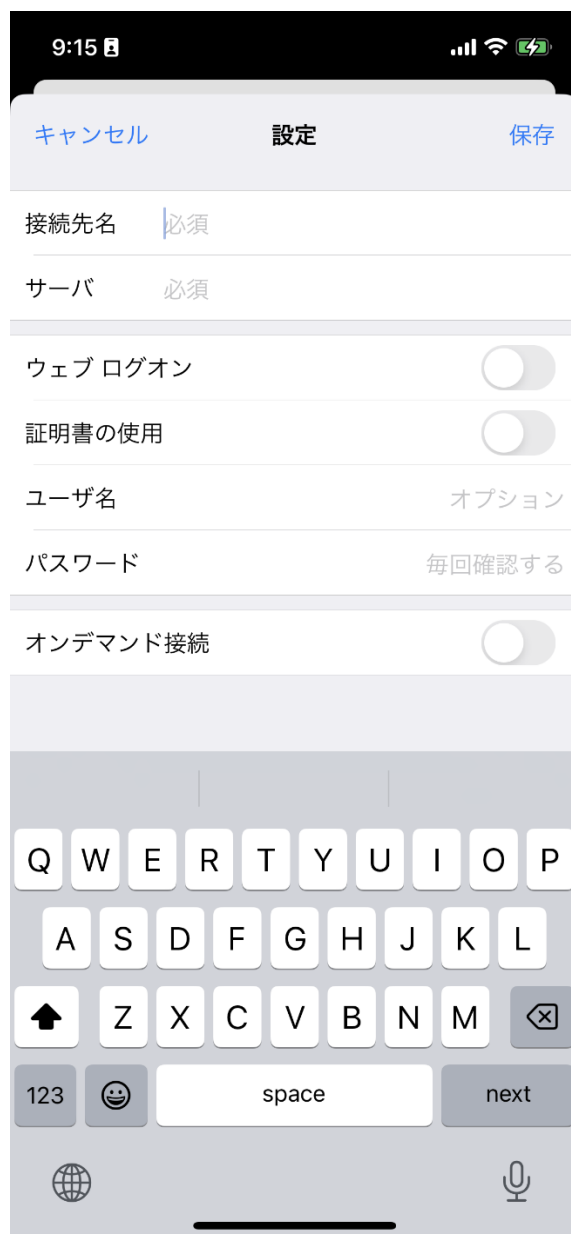 9:15
キャンセル 設定 保存
接続先名 必須
サーバ 必須
ウェブ ログオン
証明書の使用
ユーザ名 オプション
パスワード 毎回確認する
オンデマンド接続
Q W E R T Y U I O P
A S D F G H J K L
Z X C V B N M
123 space next